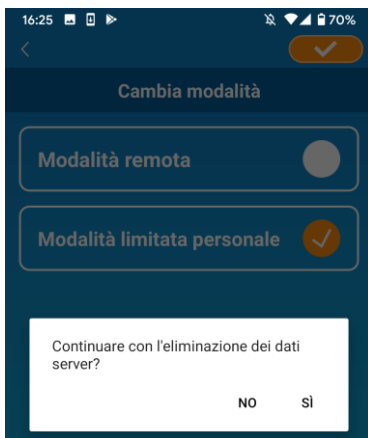 16:25 70%
Cambia modalità
Modalità remota
Modalità limitata personale
Continuare con l'eliminazione dei dati
server?
NO SÌ